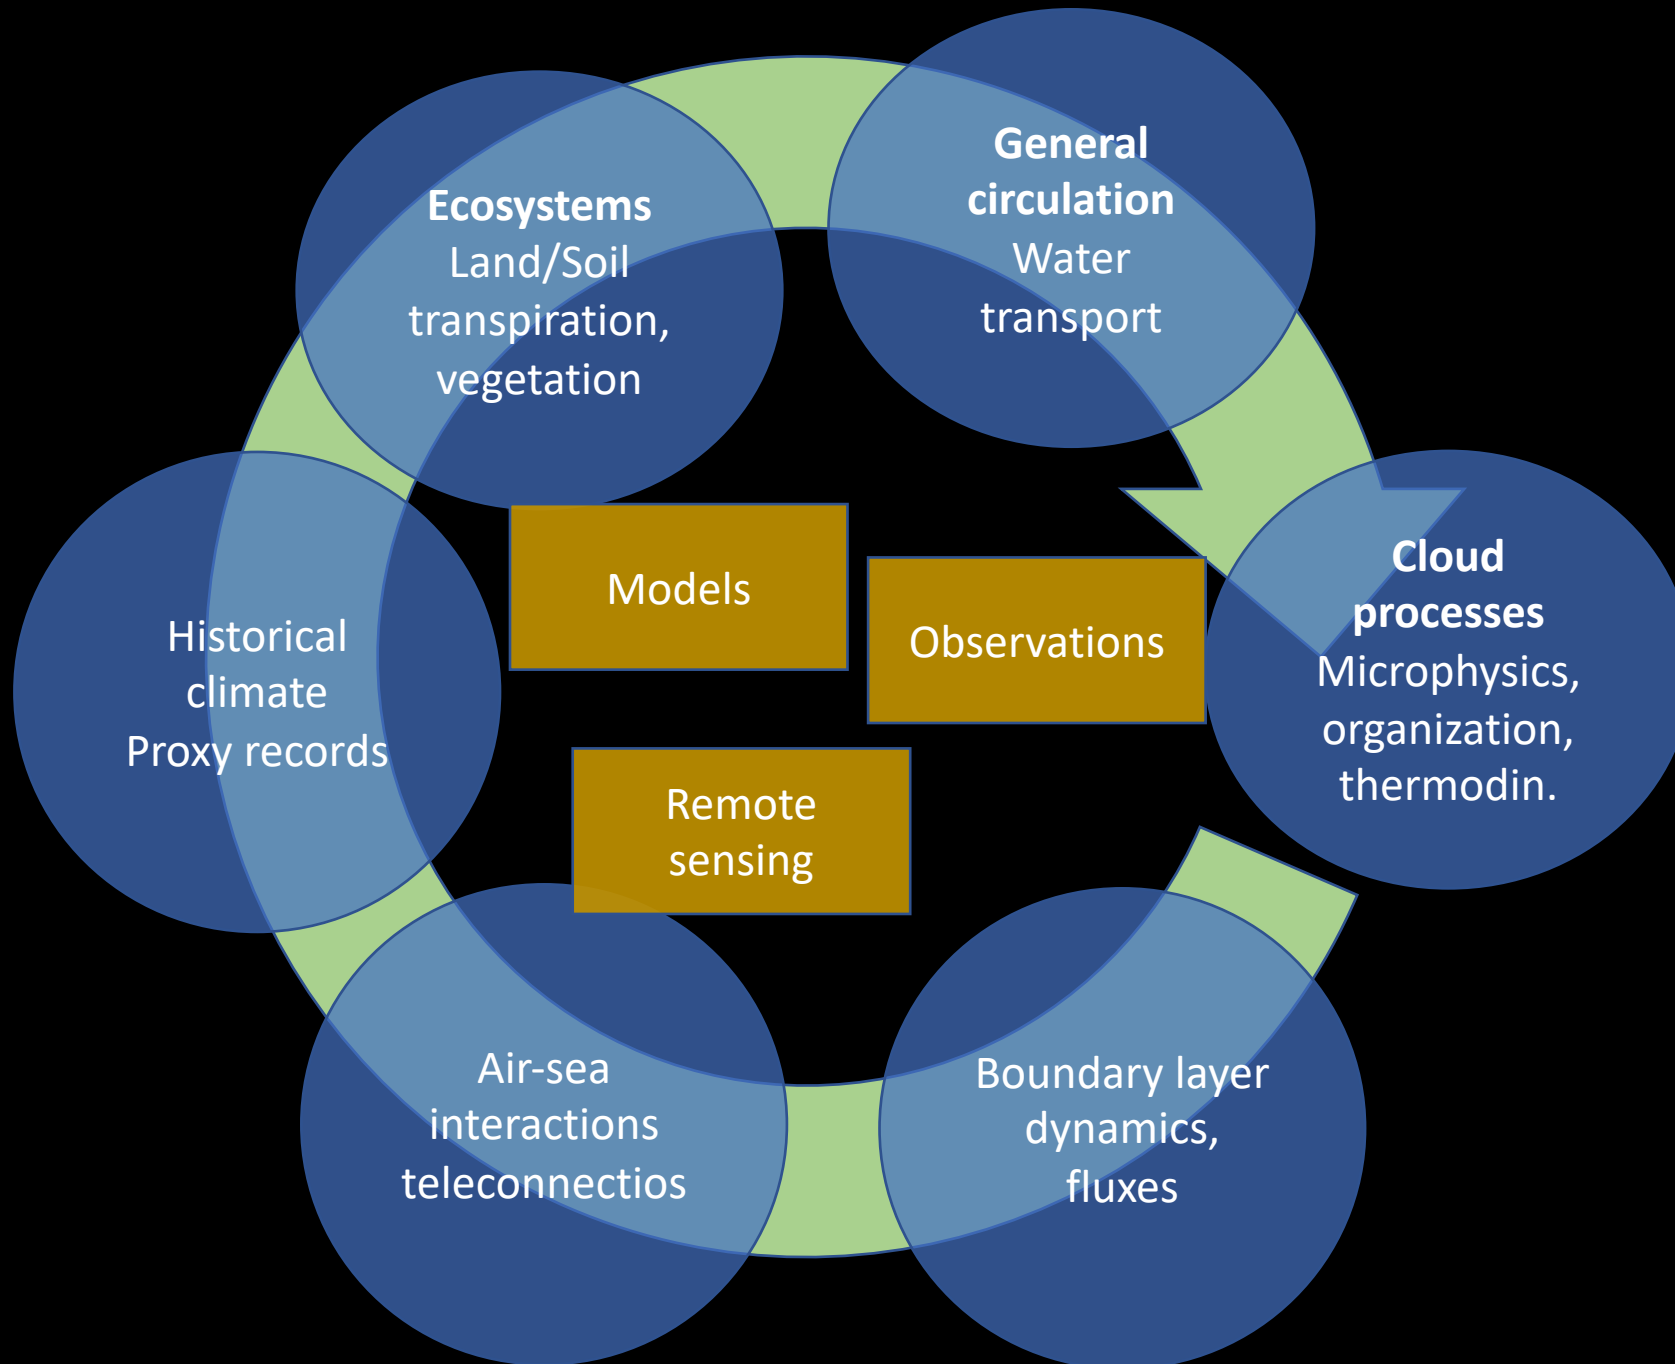 Ecosystems
Land/Soil
transpiration,
vegetation
General
circulation
Water
transport
Cloud
processes
Microphysics,
organization,
thermodin.
Models
Observations
Remote
sensing
Historical
climate
Proxy records
Air-sea
interactions
teleconnectios
Boundary layer
dynamics,
fluxes